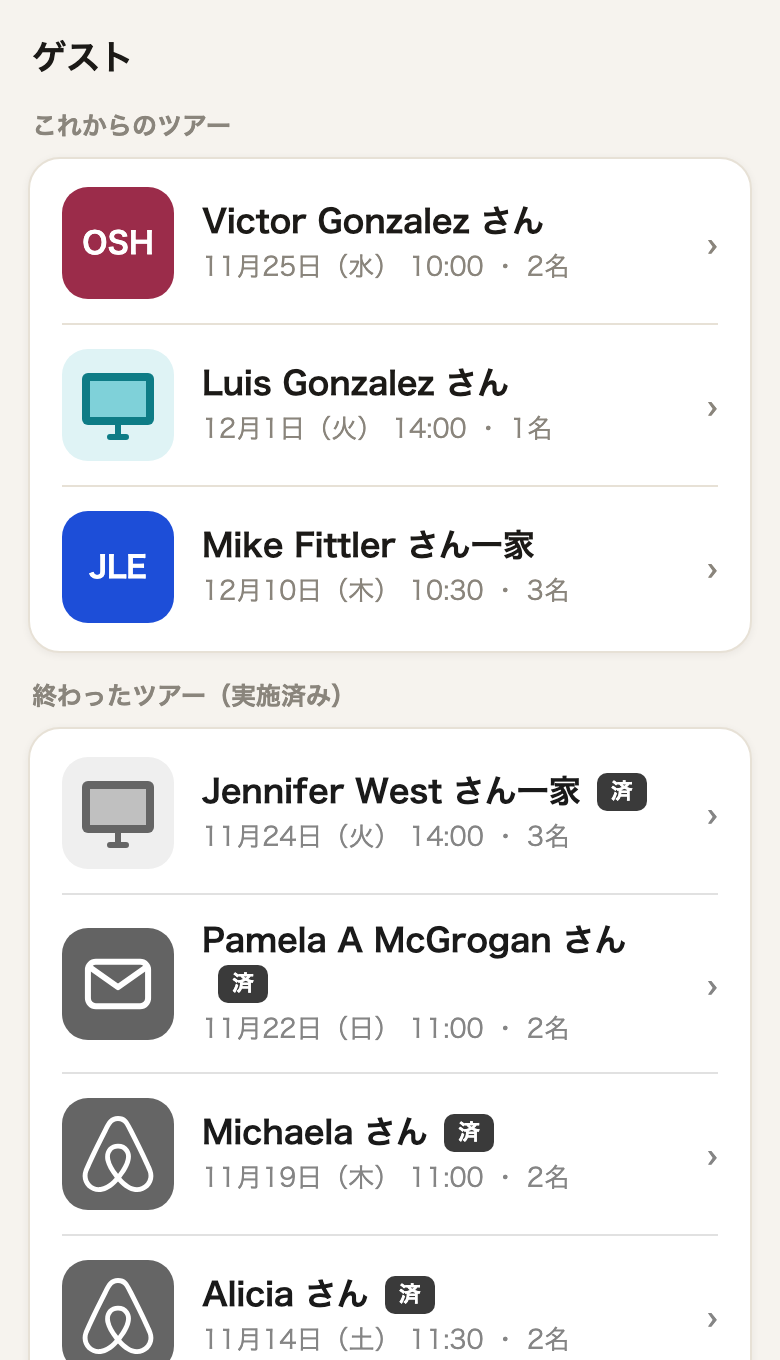 ゲスト
これからのツアー
OSH
Victor Gonzalez さん
11月25日（水） 10:00 ・ 2名
›
Luis Gonzalez さん
12月1日（火） 14:00 ・ 1名
›
JLE
Mike Fittler さん一家
12月10日（木） 10:30 ・ 3名
›
終わったツアー（実施済み）
Jennifer West さん一家 済
11月24日（火） 14:00 ・ 3名
›
Pamela A McGrogan さん
済
11月22日（日） 11:00 ・ 2名
›
Michaela さん 済
11月19日（木） 11:00 ・ 2名
›
Alicia さん 済
11月14日（土） 11:30 ・ 2名
›